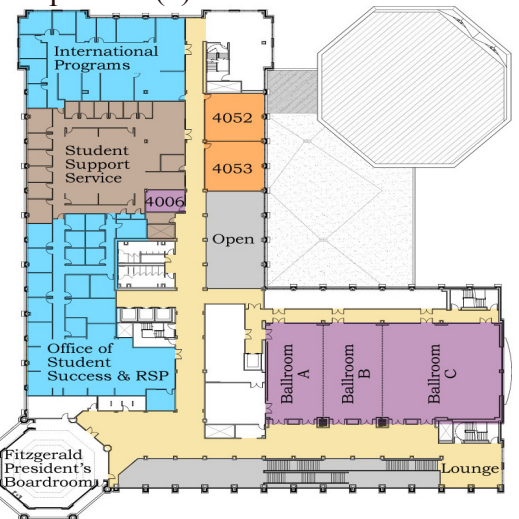 International
Programs
4052
Student
Support
Service
4053
4006
Open
Office of
Student
Success & RSP
Ballroom
A
Ballroom
B
Ballroom
C
Fitzgerald
President's
Boardroom
Lounge